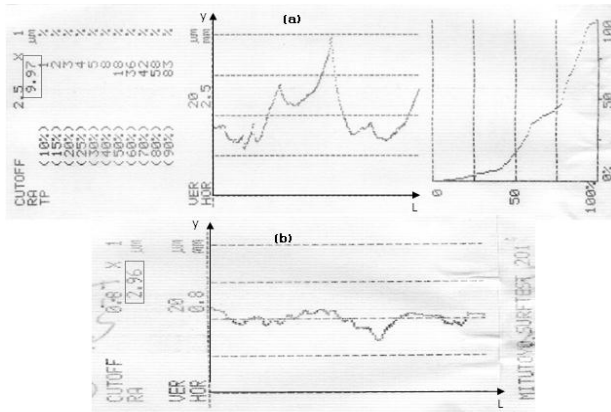 (a)
CUTOFF 2.5 X 1
RA 9.97 µm
TP
(10%) 1 %
(15%) 2 %
(20%) 3 %
(25%) 4 %
(30%) 5 %
(40%) 8 %
(50%) 18 %
(60%) 36 %
(70%) 42 %
(80%) 58 %
(90%) 83 %
VER 20 µm
HOR 2.5 mm
y
L
0 50 100%
0% 50 100
(b)
CUTOFF 0.8 X 1
RA 2.96 µm
VER 20 µm
HOR 0.8 mm
y
L
MITUTOYO SURFTEST 201